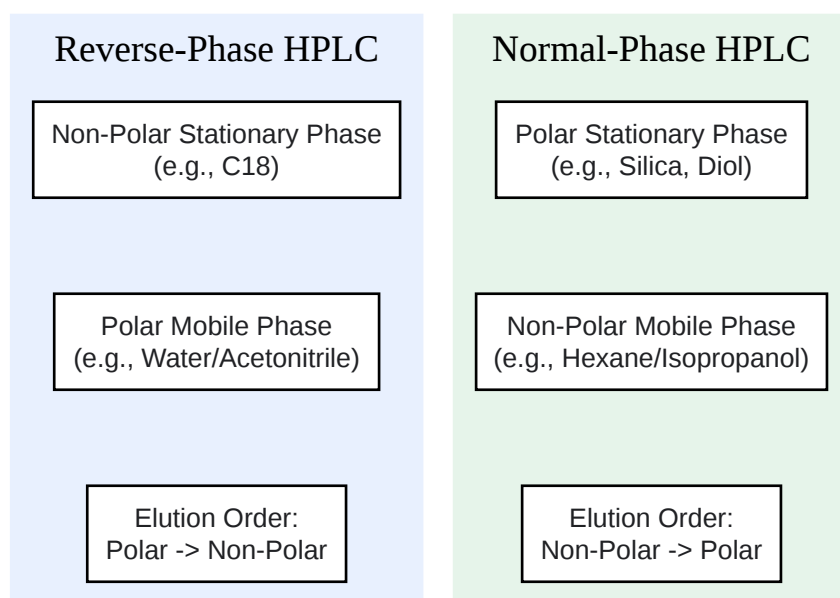 Reverse-Phase HPLC
Non-Polar Stationary Phase
(e.g., C18)
Polar Mobile Phase
(e.g., Water/Acetonitrile)
Elution Order:
Polar -> Non-Polar
Normal-Phase HPLC
Polar Stationary Phase
(e.g., Silica, Diol)
Non-Polar Mobile Phase
(e.g., Hexane/Isopropanol)
Elution Order:
Non-Polar -> Polar